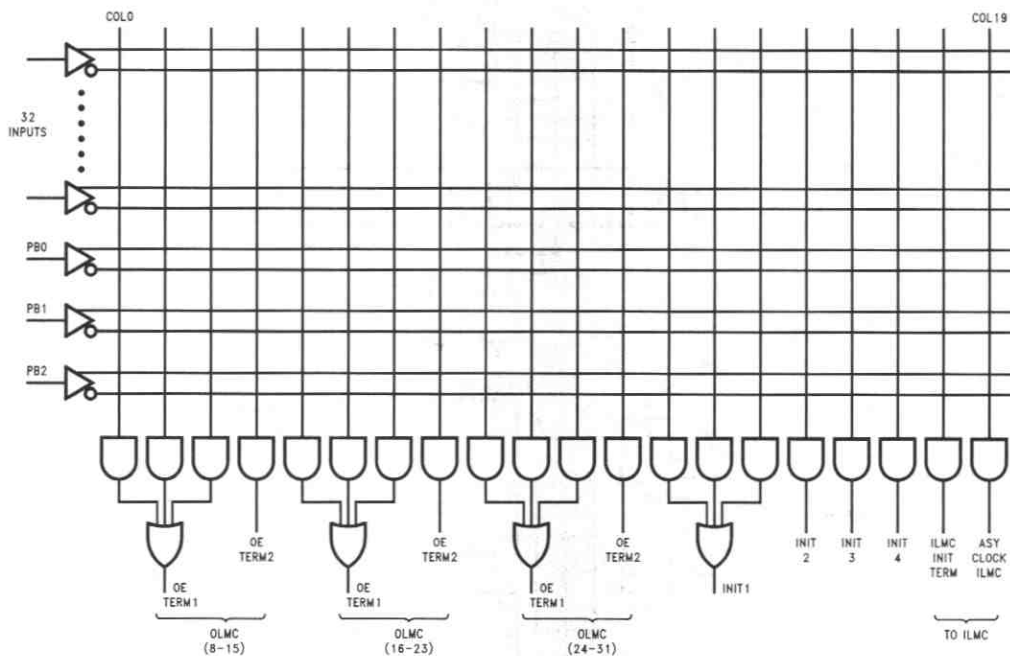 COL0
COL19
32
INPUTS
PB0
PB1
PB2
OE
TERM2
OE
TERM2
OE
TERM2
INIT
2
INIT
3
INIT
4
ILMC
INIT
TERM
ASY
CLOCK
ILMC
OE
TERM1
OE
TERM1
OE
TERM1
INIT1
OLMC
(8-15)
OLMC
(16-23)
OLMC
(24-31)
TO ILMC